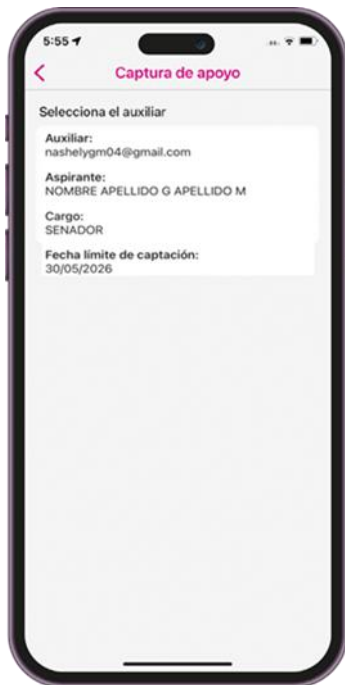 5:55
Captura de apoyo
Selecciona el auxiliar
Auxiliar:
nashelygm04@gmail.com
Aspirante:
NOMBRE APELLIDO G APELLIDO M
Cargo:
SENADOR
Fecha límite de captación:
30/05/2026